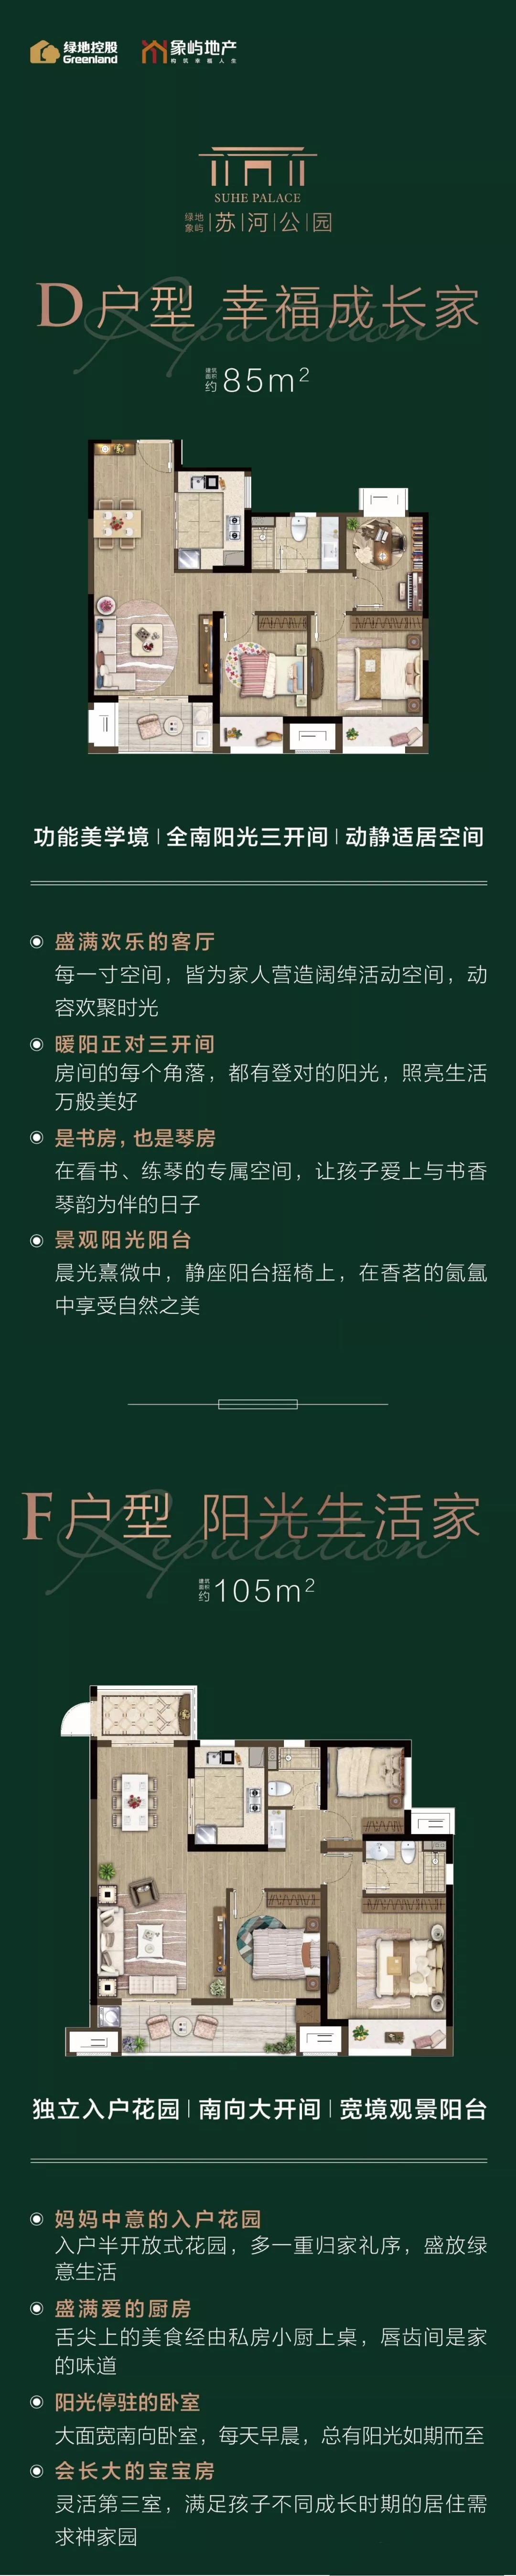 绿地控股 象屿地产
Greenland 构筑幸福人生
SUHE PALACE
绿地
象屿 | 苏 | 河 | 公 | 园
D户型 幸福成长家
Reputation
建筑
面积
约 85m²
功能美学境 | 全南阳光三开间 | 动静适居空间
盛满欢乐的客厅
每一寸空间，皆为家人营造阔绰活动空间，动
容欢聚时光
暖阳正对三开间
房间的每个角落，都有登对的阳光，照亮生活
万般美好
是书房，也是琴房
在看书、练琴的专属空间，让孩子爱上与书香
琴韵为伴的日子
景观阳光阳台
晨光熹微中，静座阳台摇椅上，在香茗的氤氲
中享受自然之美
F户型 阳光生活家
Reputation
建筑
面积
约 105m²
独立入户花园 | 南向大开间 | 宽境观景阳台
妈妈中意的入户花园
入户半开放式花园，多一重归家礼序，盛放绿
意生活
盛满爱的厨房
舌尖上的美食经由私房小厨上桌，唇齿间是家
的味道
阳光停驻的卧室
大面宽南向卧室，每天早晨，总有阳光如期而至
会长大的宝宝房
灵活第三室，满足孩子不同成长时期的居住需
求神家园